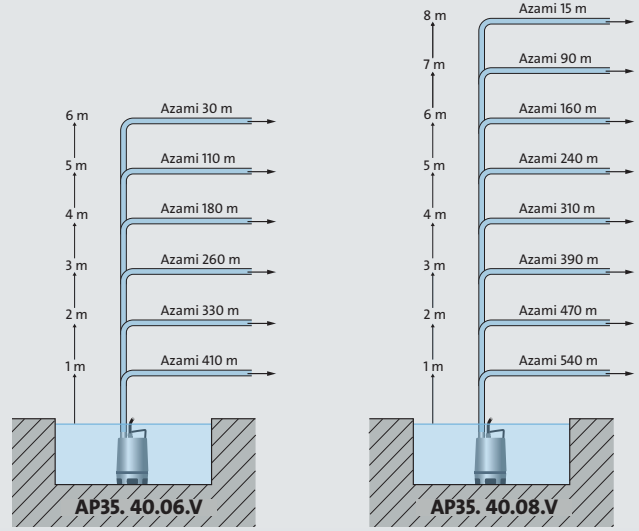 6 m
Azami 30 m
5 m
Azami 110 m
4 m
Azami 180 m
3 m
Azami 260 m
2 m
Azami 330 m
1 m
Azami 410 m
AP35. 40.06.V
8 m
Azami 15 m
7 m
Azami 90 m
6 m
Azami 160 m
5 m
Azami 240 m
4 m
Azami 310 m
3 m
Azami 390 m
2 m
Azami 470 m
1 m
Azami 540 m
AP35. 40.08.V